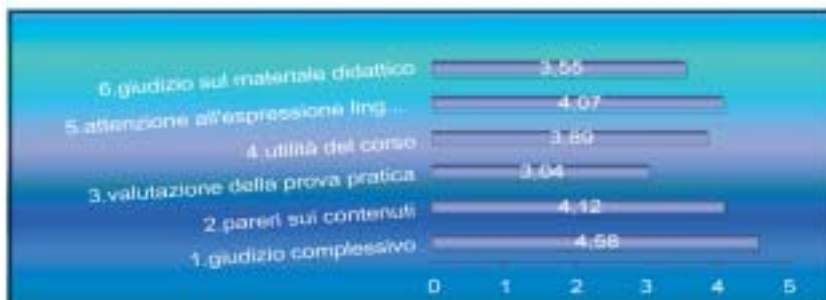 6.giudizio sul materiale didattico 3,55
5.attenzione all'espressione ling.... 4,07
4.utilità del corso 3,89
3.valutazione della prova pratica 3,04
2.pareri sui contenuti 4,12
1.giudizio complessivo 4,58
0 1 2 3 4 5